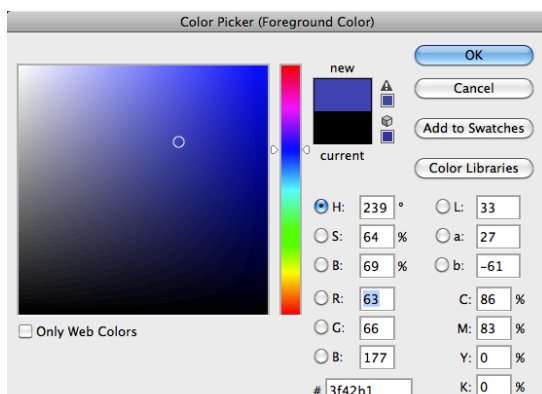 Color Picker (Foreground Color)
new
current
OK
Cancel
Add to Swatches
Color Libraries
H: 239 °
S: 64 %
B: 69 %
R: 63
G: 66
B: 177
# 3f42b1
L: 33
a: 27
b: -61
C: 86 %
M: 83 %
Y: 0 %
K: 0 %
Only Web Colors